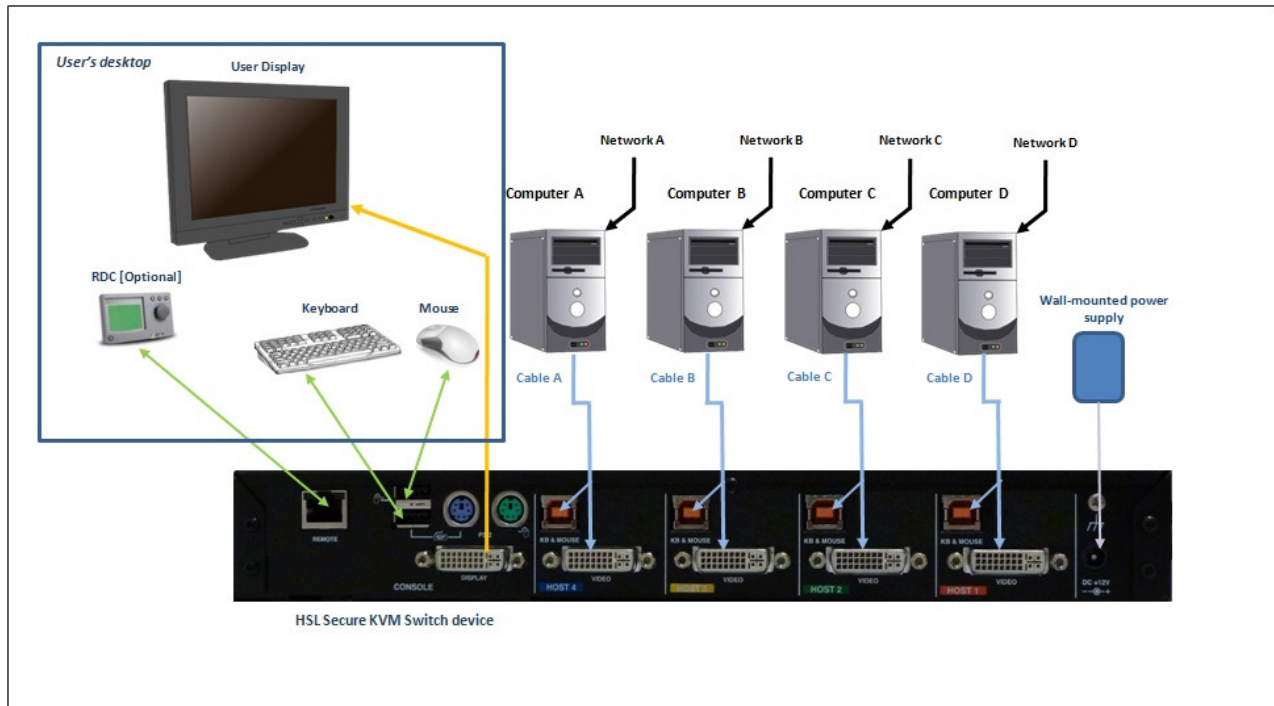 User's desktop
User Display
RDC [Optional]
Keyboard
Mouse
Network A
Network B
Network C
Network D
Computer A
Computer B
Computer C
Computer D
Wall-mounted power
supply
Cable A
Cable B
Cable C
Cable D
REMOTE
CONSOLE
DISPLAY
KB & MOUSE
VIDEO
HOST 4
KB & MOUSE
VIDEO
HOST 3
KB & MOUSE
VIDEO
HOST 2
KB & MOUSE
VIDEO
HOST 1
DC +12V
HSL Secure KVM Switch device